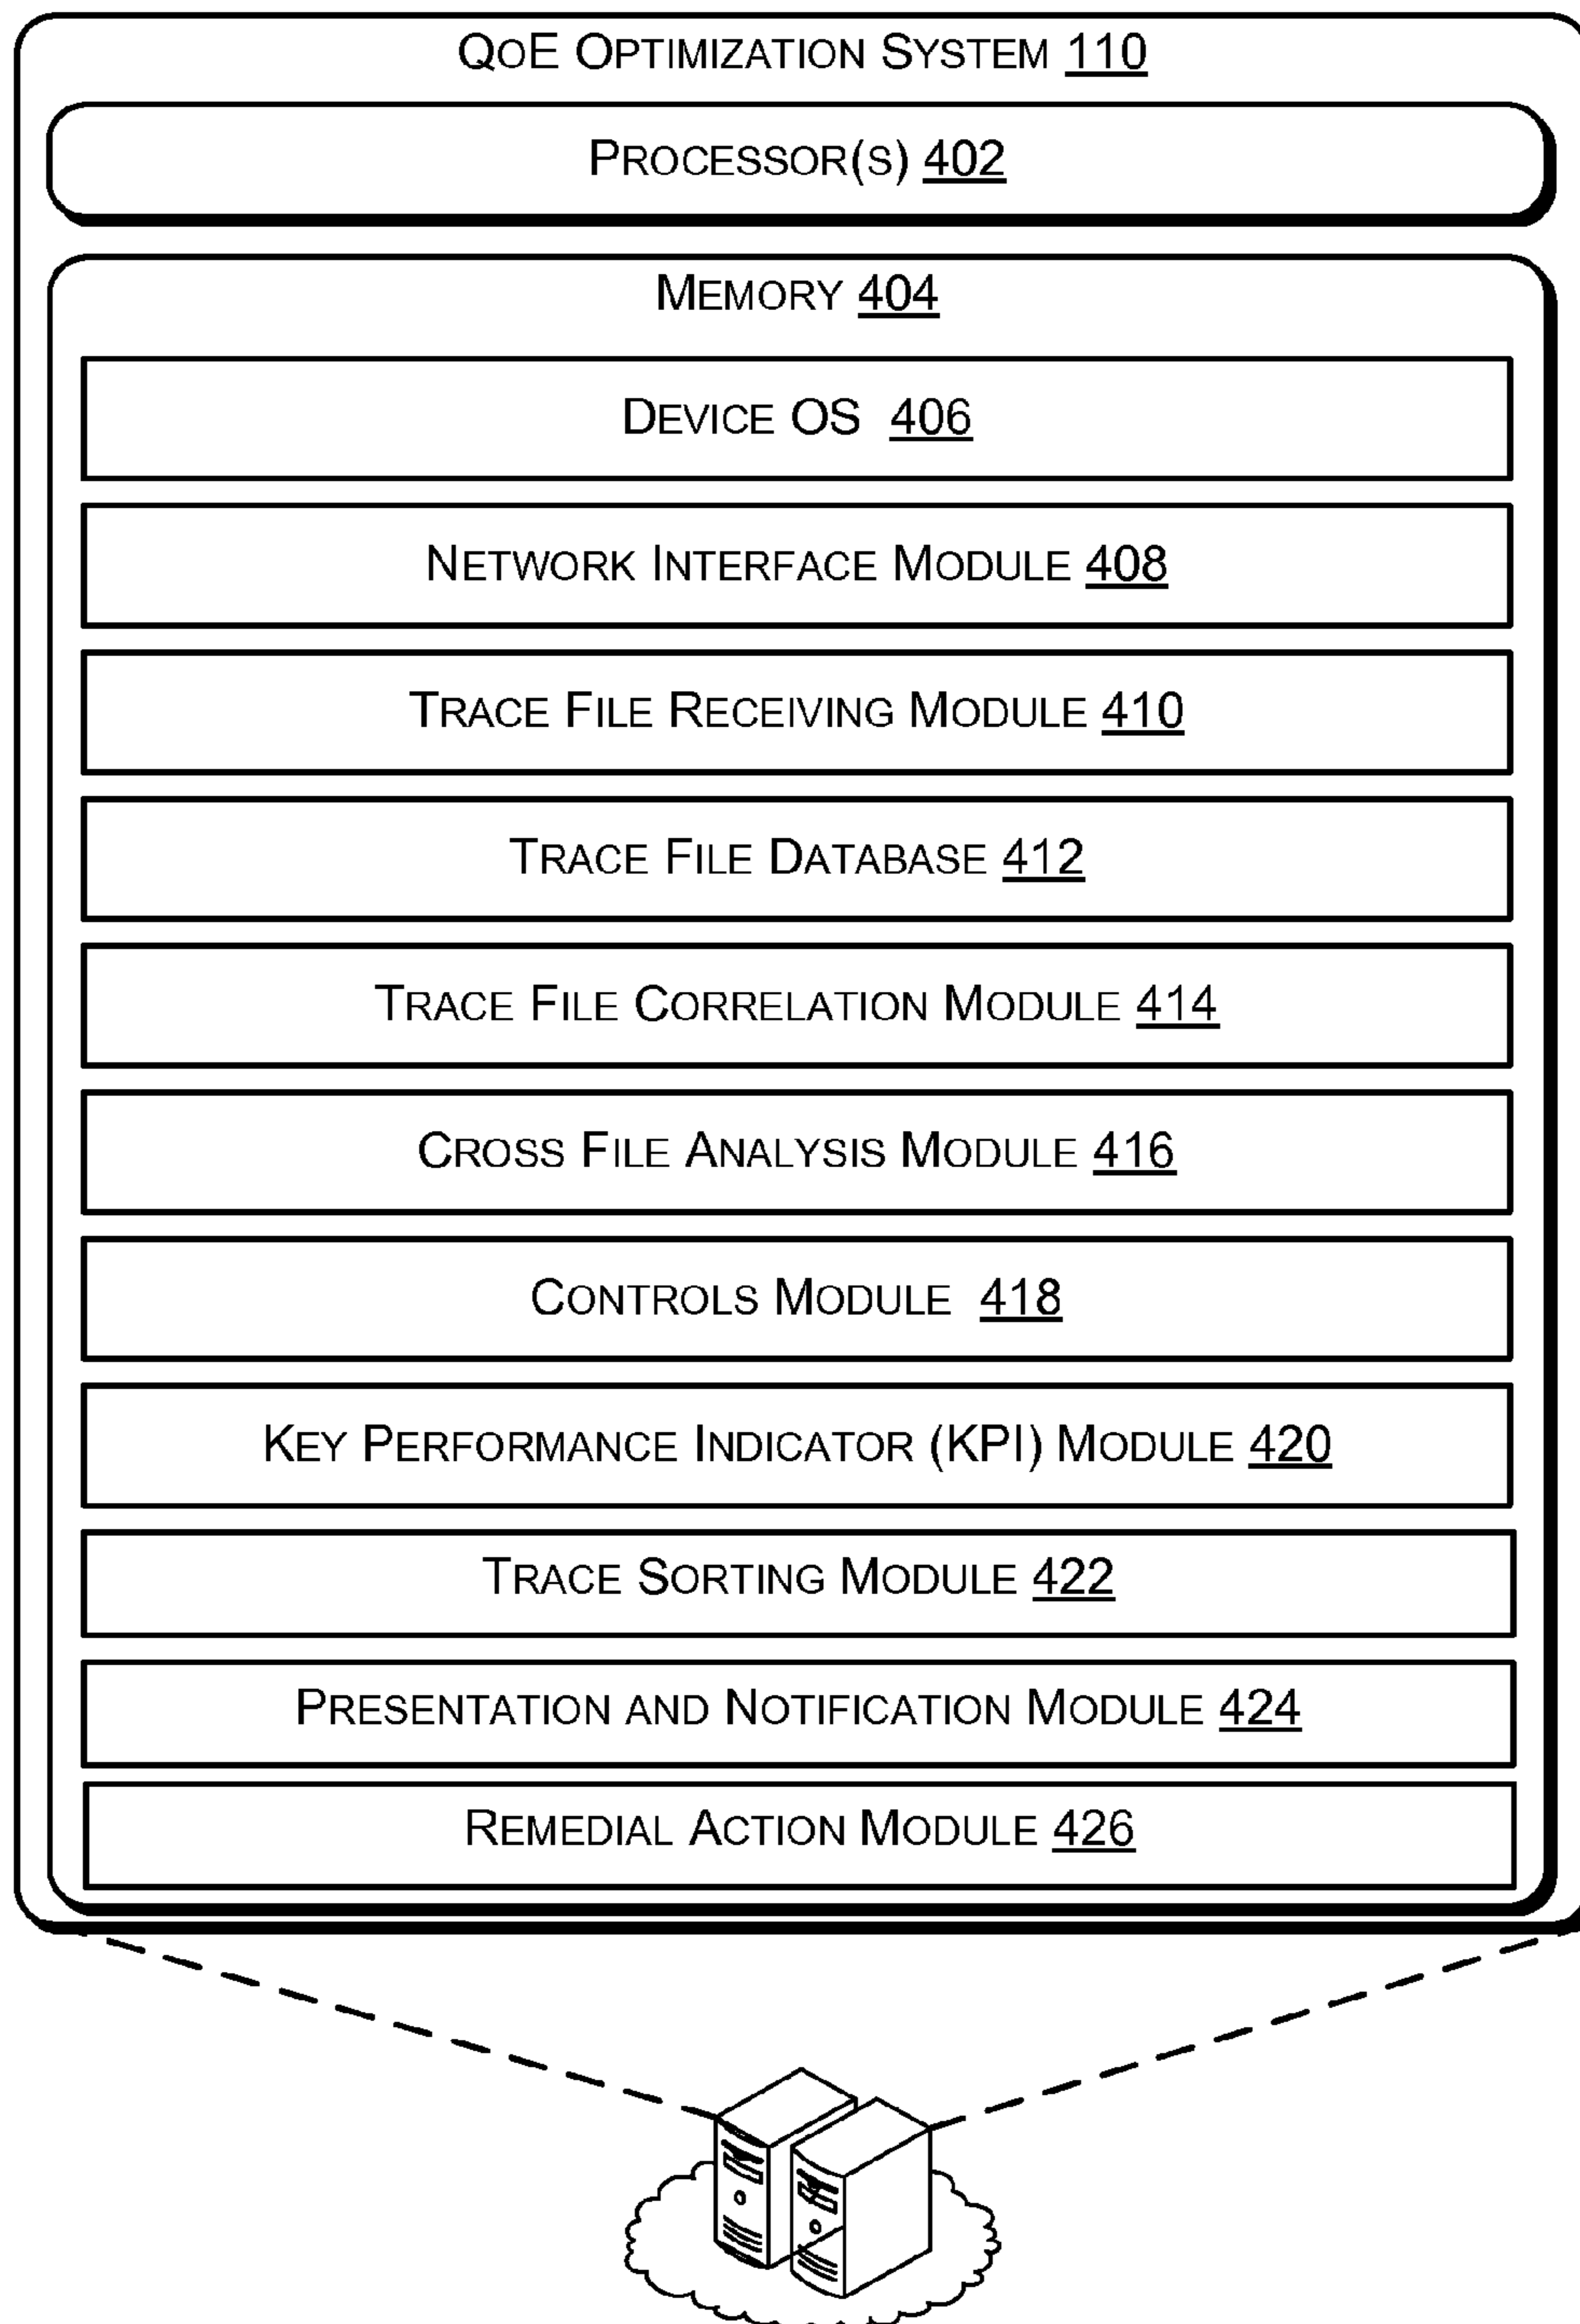 QOE OPTIMIZATION SYSTEM 110
PROCESSOR(S) 402
MEMORY 404
DEVICE OS 406
NETWORK INTERFACE MODULE 408
TRACE FILE RECEIVING MODULE 410
TRACE FILE DATABASE 412
TRACE FILE CORRELATION MODULE 414
CROSS FILE ANALYSIS MODULE 416
CONTROLS MODULE 418
KEY PERFORMANCE INDICATOR (KPI) MODULE 420
TRACE SORTING MODULE 422
PRESENTATION AND NOTIFICATION MODULE 424
REMEDIAL ACTION MODULE 426